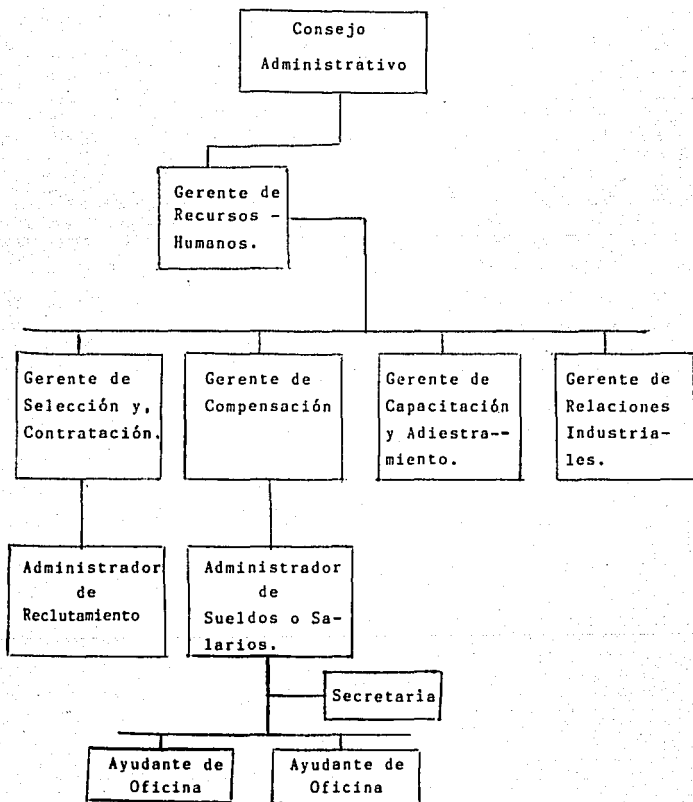 Consejo
Administrativo
Gerente de
Recursos -
Humanos.
Gerente de
Selección y,
Contratación.
Gerente de
Compensación
Gerente de
Capacitación
y Adiestra--
miento.
Gerente de
Relaciones
Industria-
les.
Administrador
de
Reclutamiento
Administrador
de
Sueldos o Sa-
larios.
Secretaria
Ayudante de
Oficina
Ayudante de
Oficina